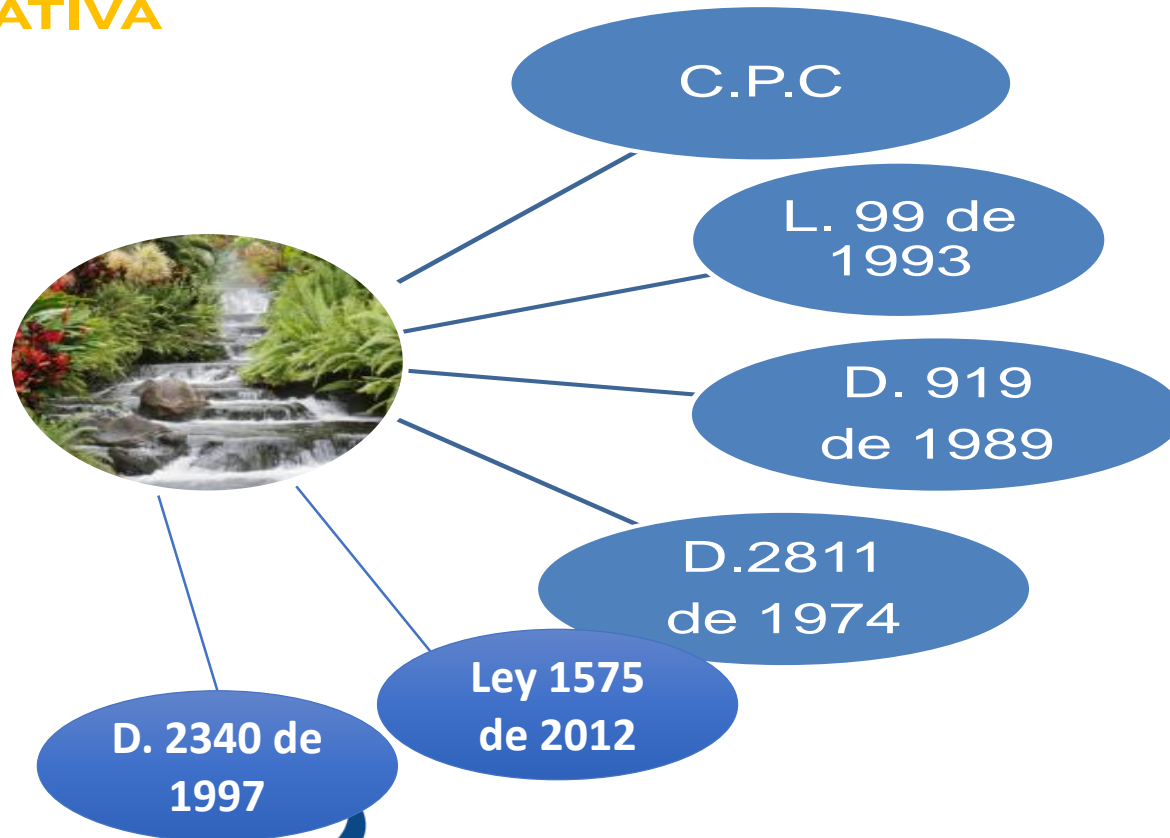 ATIVA
C.P.C
L. 99 de
1993
D. 919
de 1989
D.2811
de 1974
Ley 1575
de 2012
D. 2340 de
1997